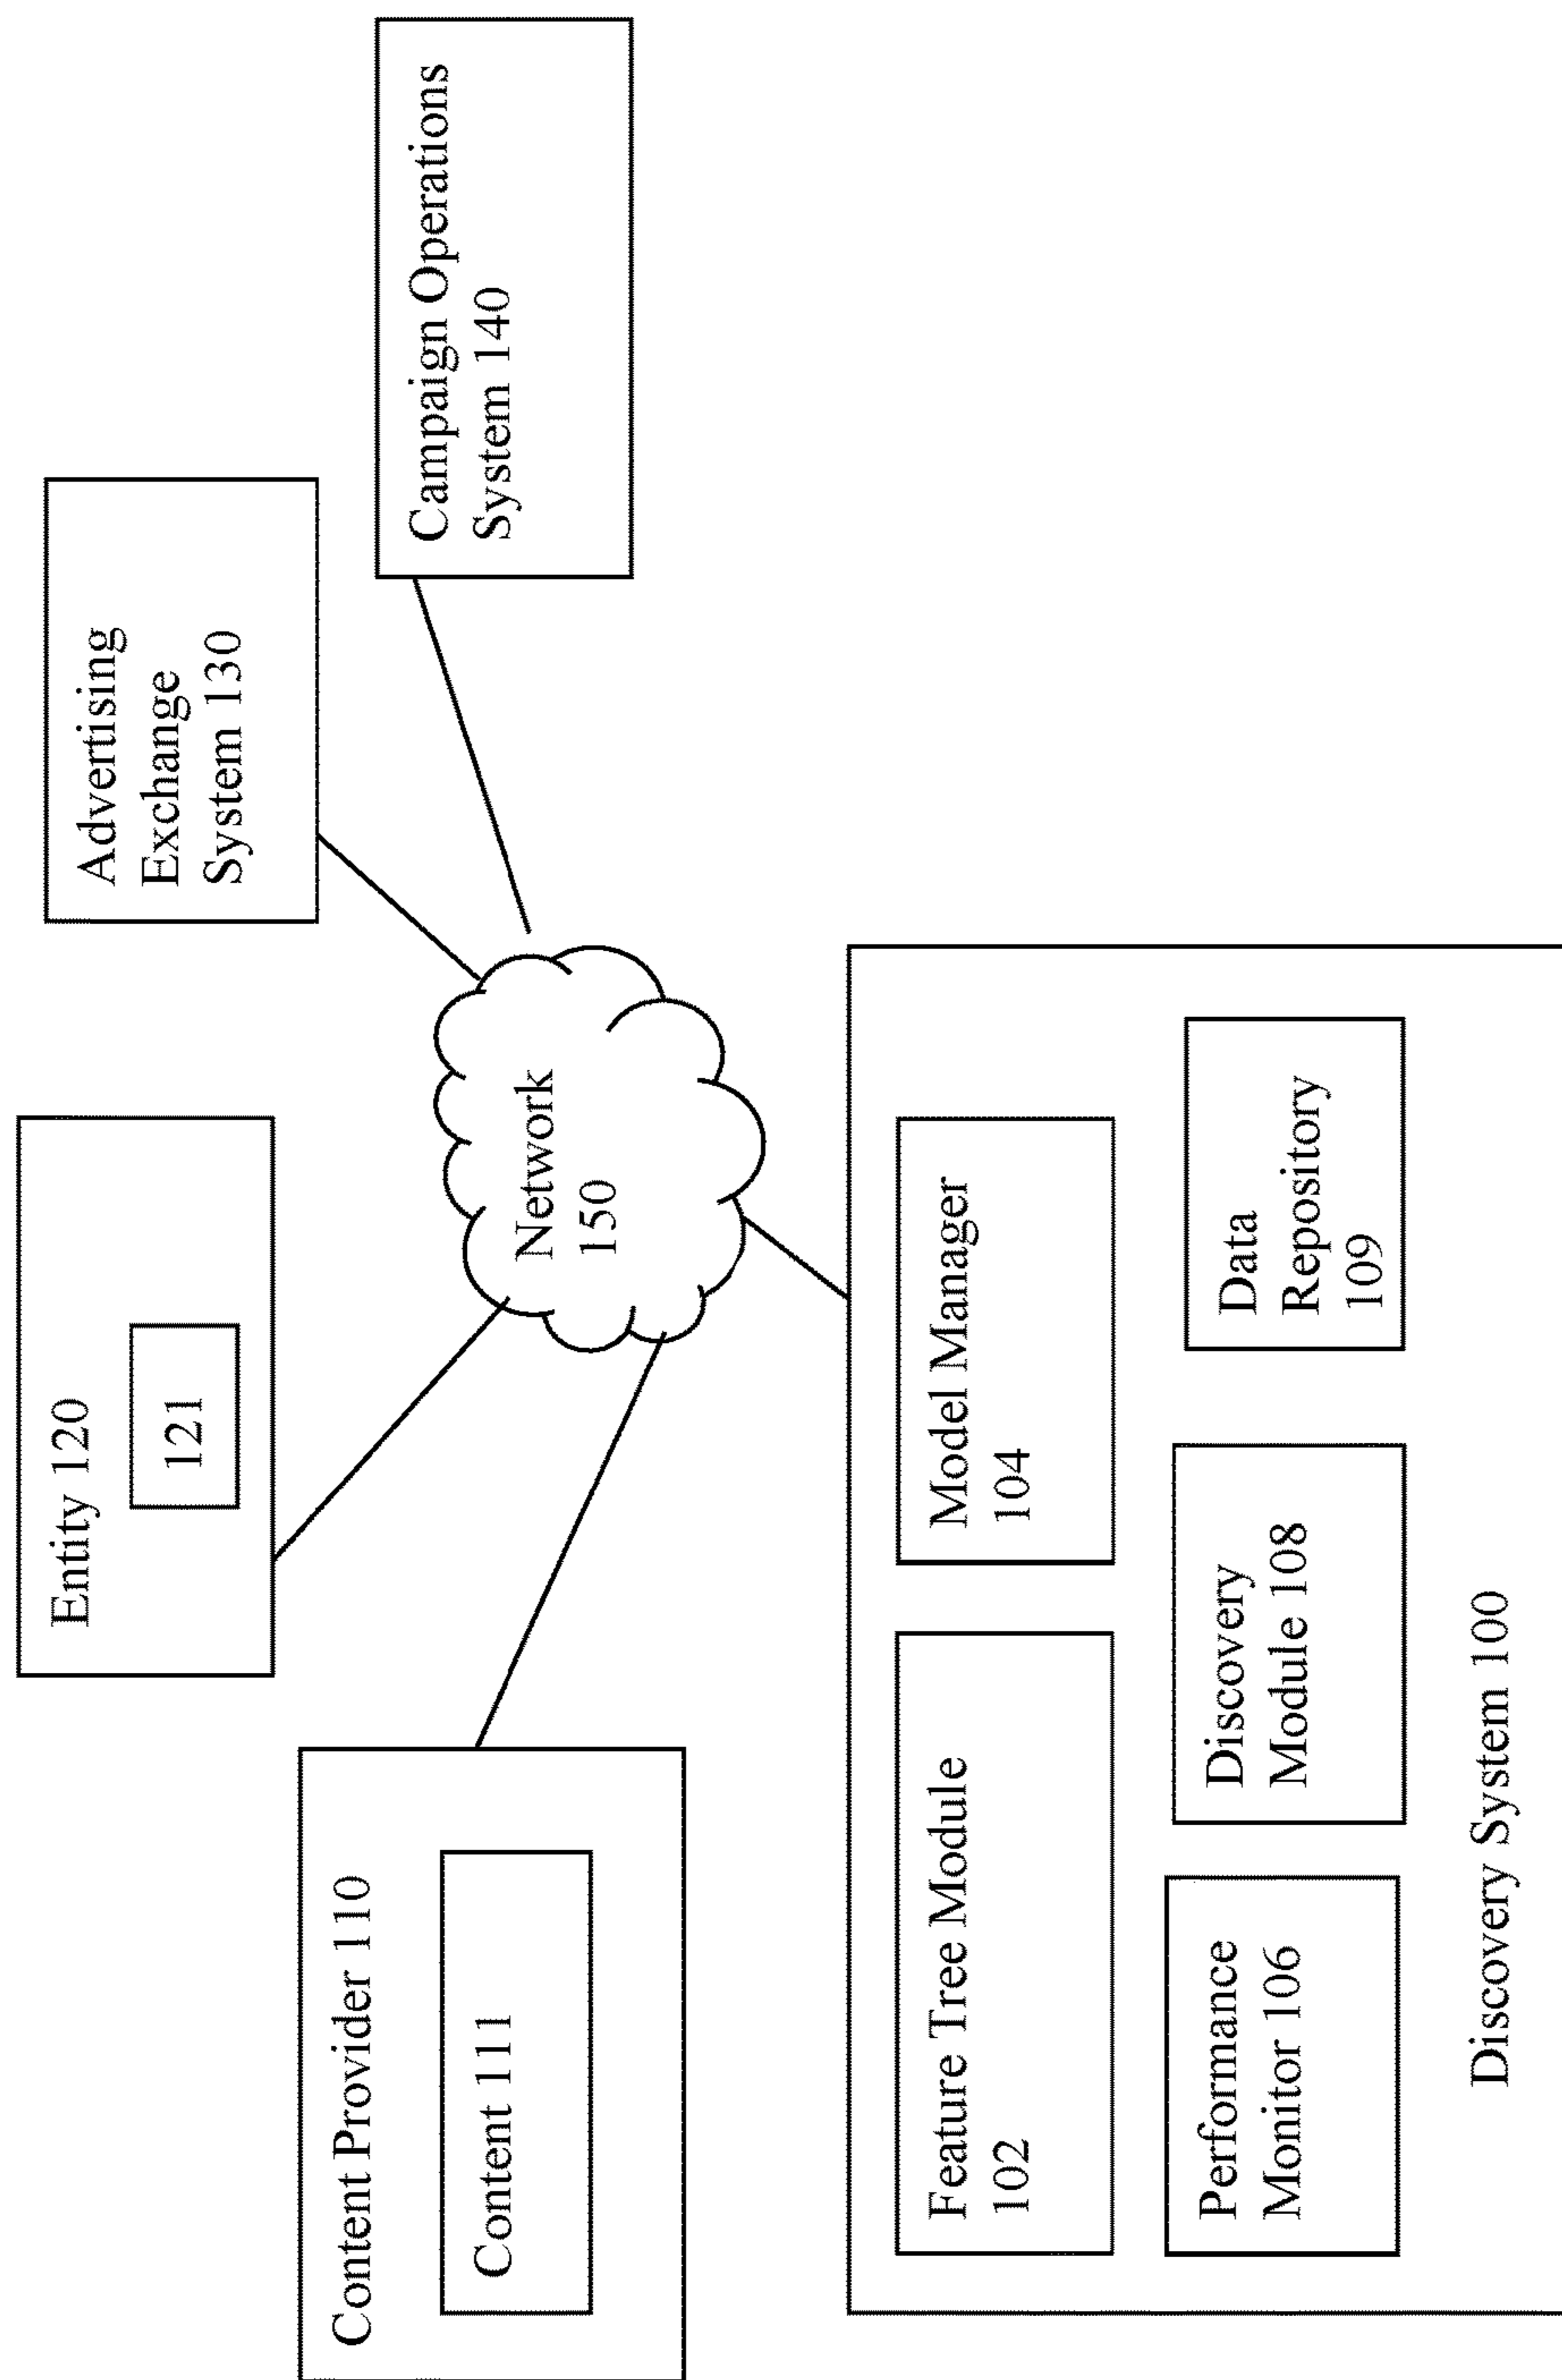 Content Provider 110
Content 111
Entity 120
121
Advertising
Exchange
System 130
Campaign Operations
System 140
Network
150
Feature Tree Module
102
Model Manager
104
Performance
Monitor 106
Discovery
Module 108
Data
Repository
109
Discovery System 100